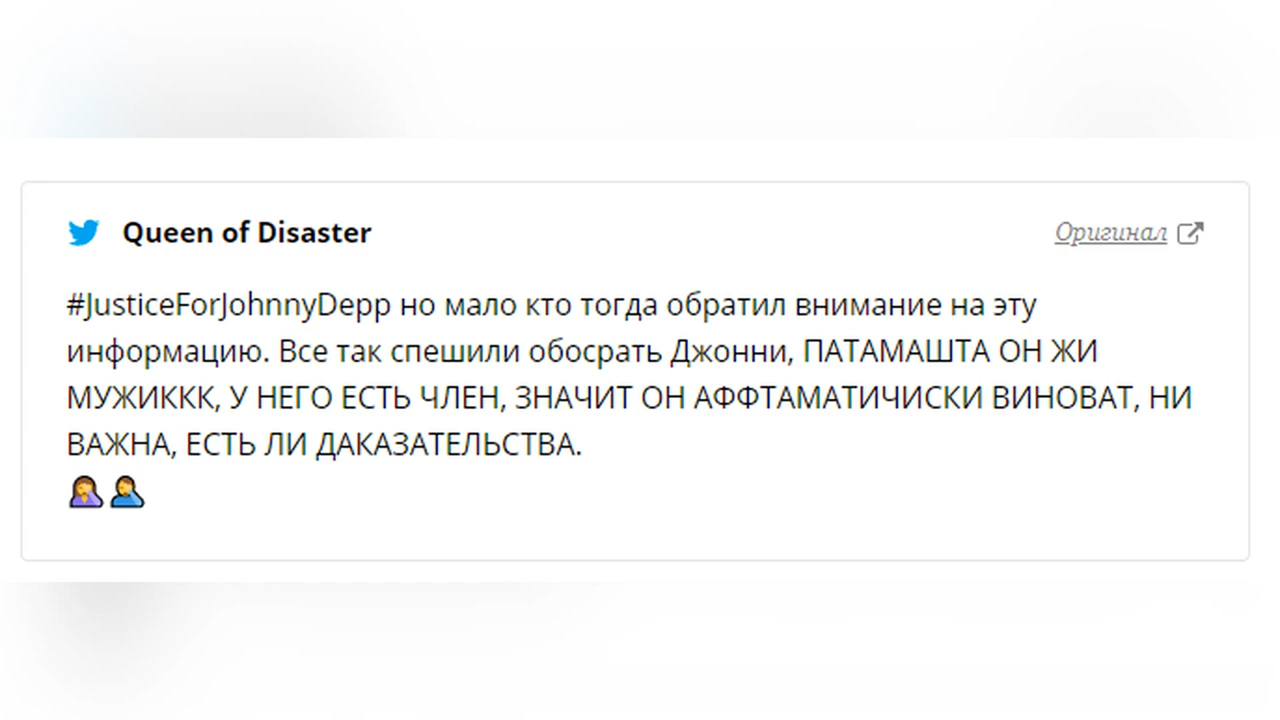 Queen of Disaster
Оригинал
#JusticeForJohnnyDepp но мало кто тогда обратил внимание на эту
информацию. Все так спешили обосрать Джонни, ПАТАМАШТА ОН ЖИ
МУЖИККК, У НЕГО ЕСТЬ ЧЛЕН, ЗНАЧИТ ОН АФФТАМАТИЧИСКИ ВИНОВАТ, НИ
ВАЖНА, ЕСТЬ ЛИ ДАКАЗАТЕЛЬСТВА.
🤦‍♀️🤦‍♂️